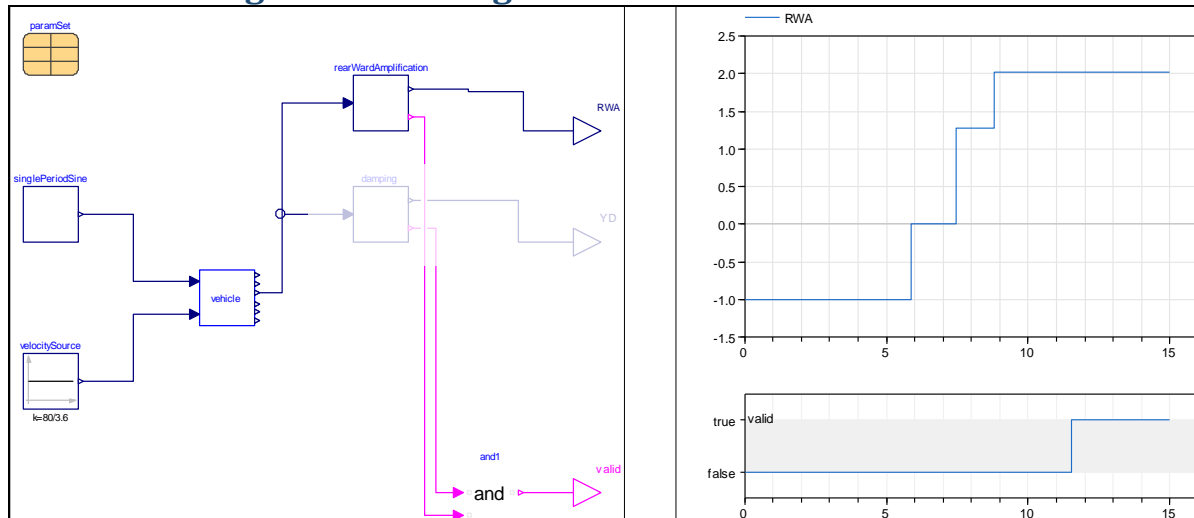 paramSet
rearWardAmplification
RWA
singlePeriodSine
damping
YD
vehicle
velocitySource
k=80/3.6
and1
and
valid
RWA
2.5
2.0
1.5
1.0
0.5
0.0
-0.5
-1.0
-1.5
0
5
10
15
true
valid
false
0
5
10
15